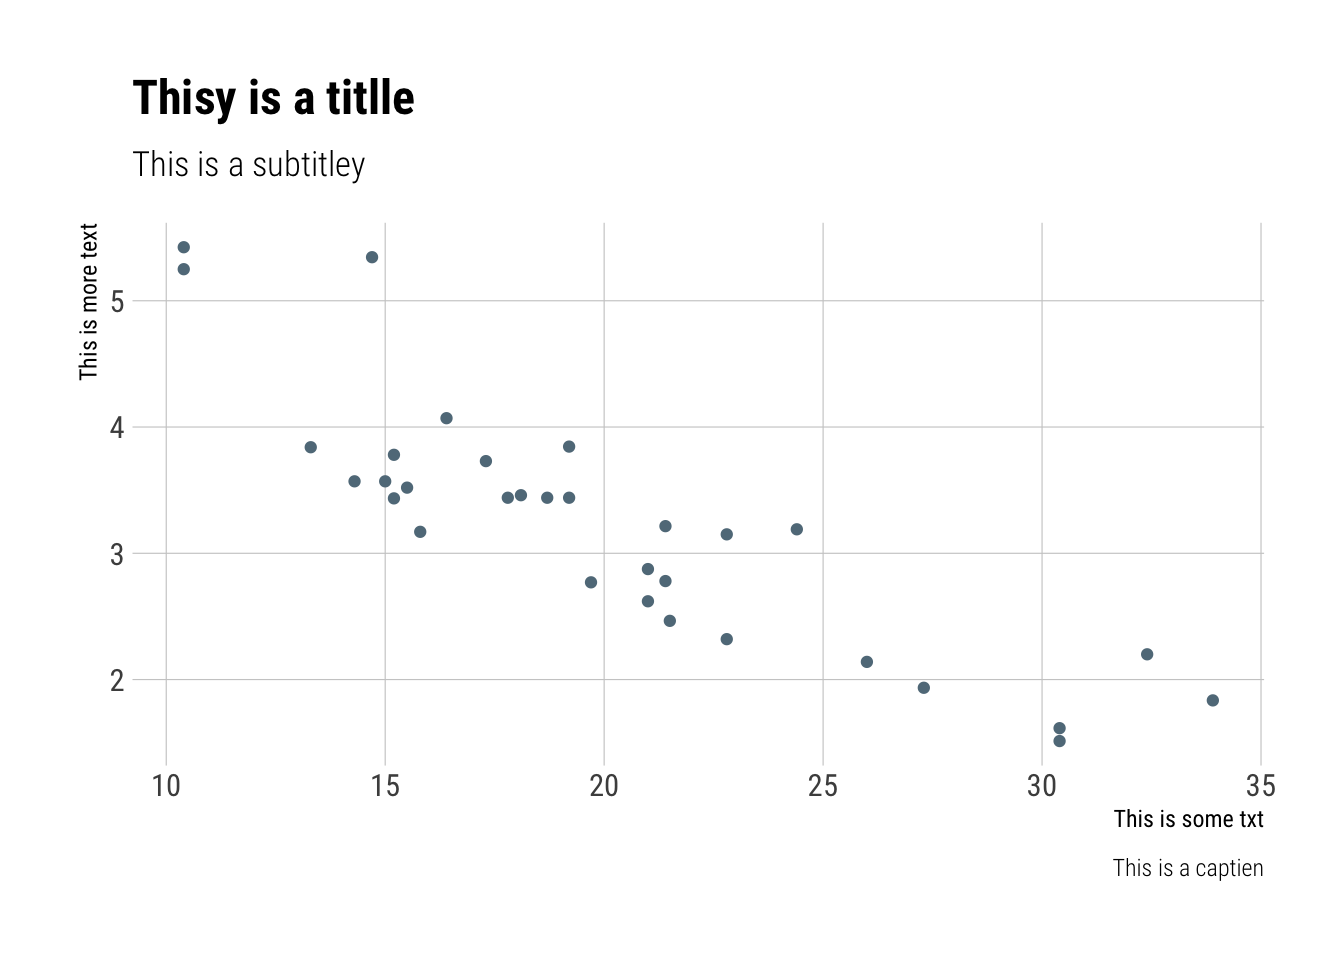 Thisy is a titlle
This is a subtitley
This is more text
5
4
3
2
10 15 20 25 30 35
This is some txt
This is a captien